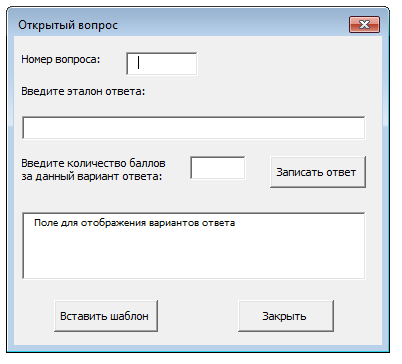 Открытый вопрос
Номер вопроса:
Введите эталон ответа:
Введите количество баллов
за данный вариант ответа:
Записать ответ
Поле для отображения вариантов ответа
Вставить шаблон
Закрыть